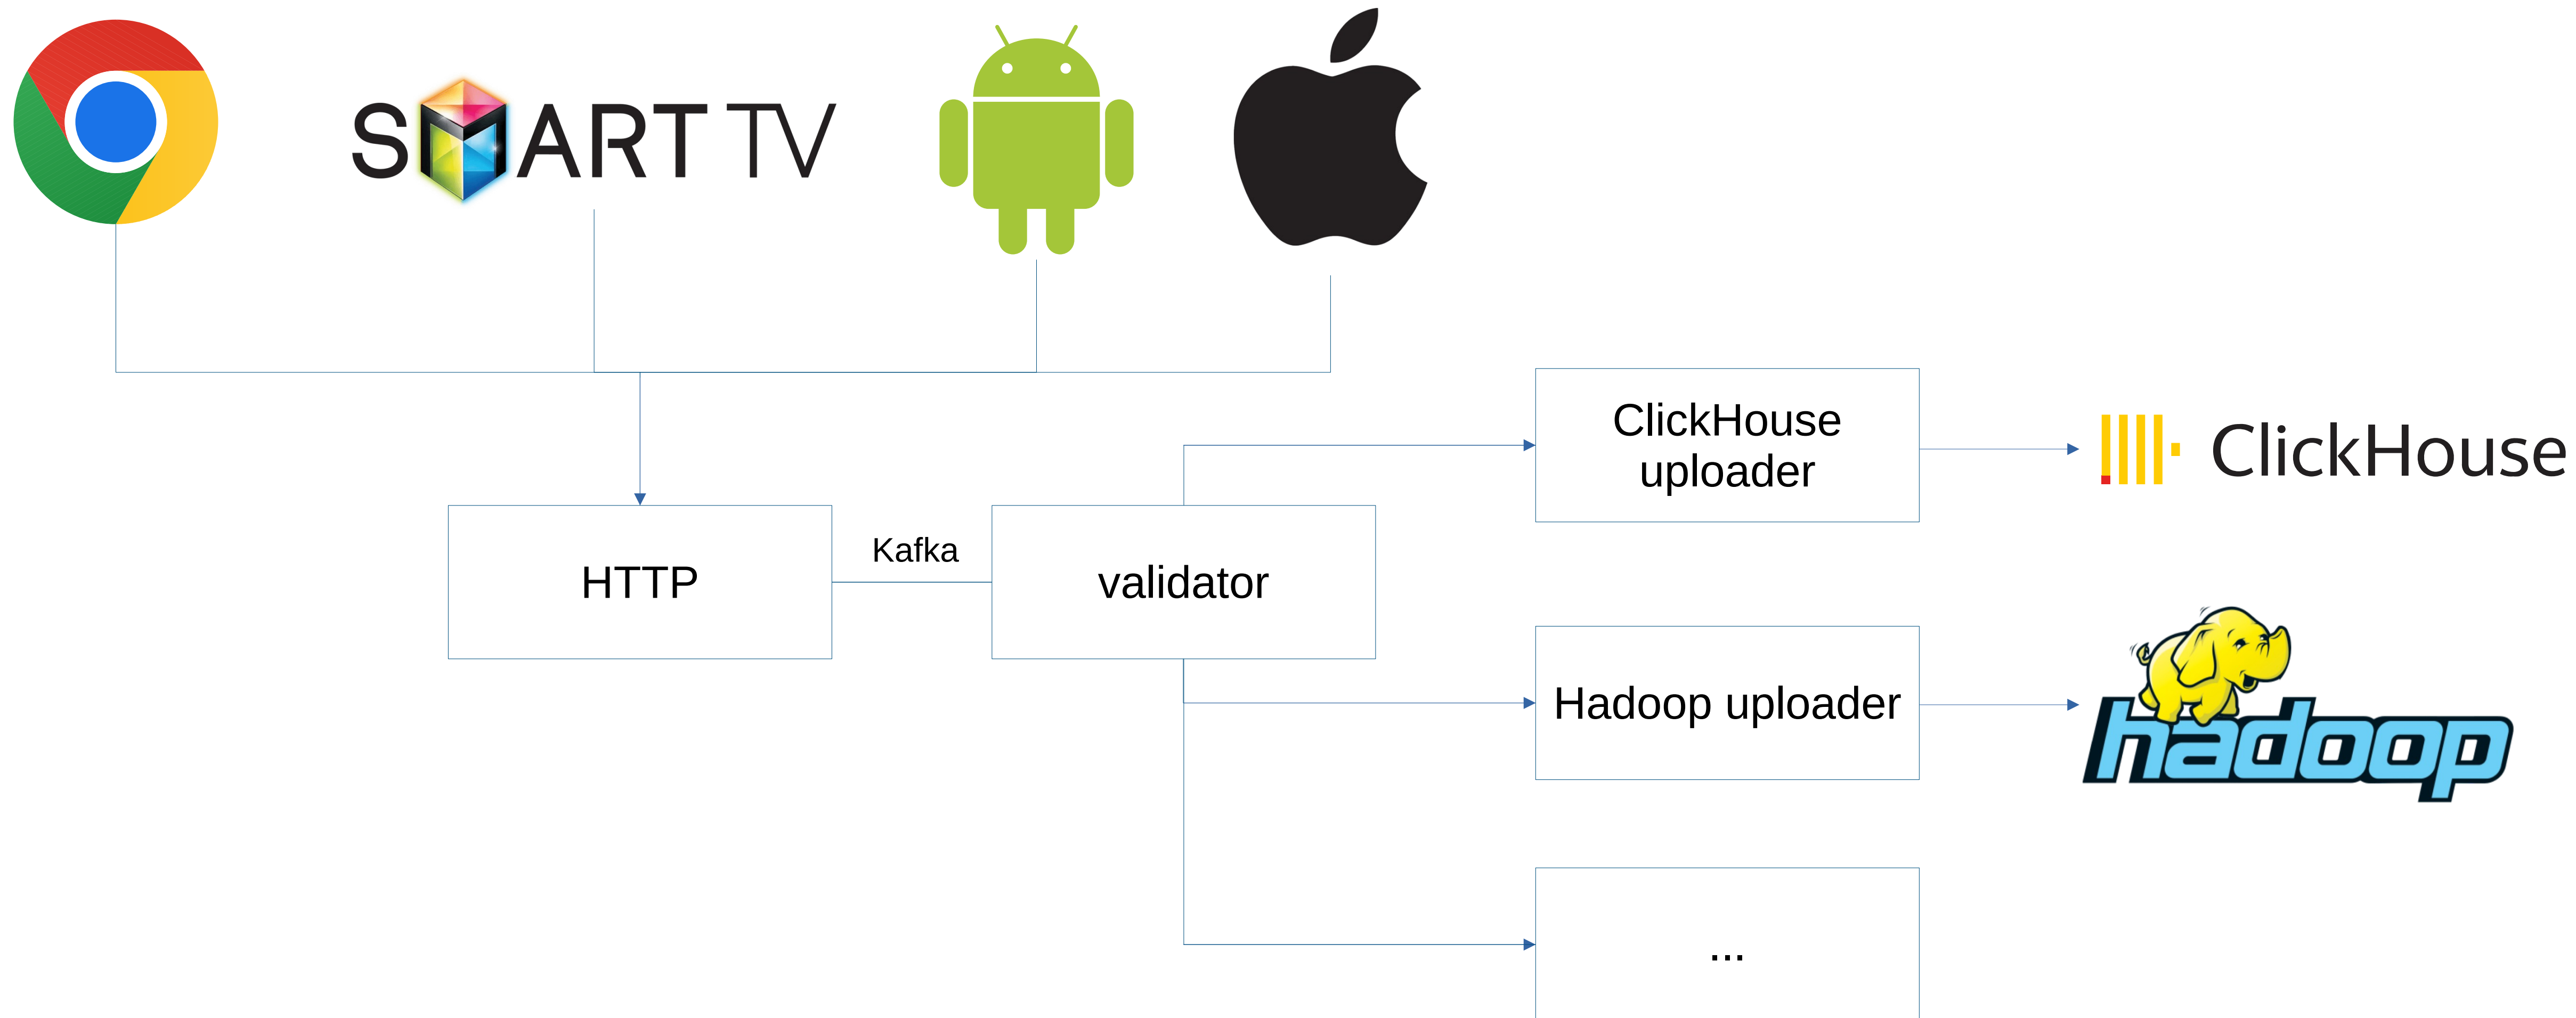 SMART TV
ClickHouse
uploader
ClickHouse
Kafka
HTTP
validator
Hadoop uploader
hadoop
...